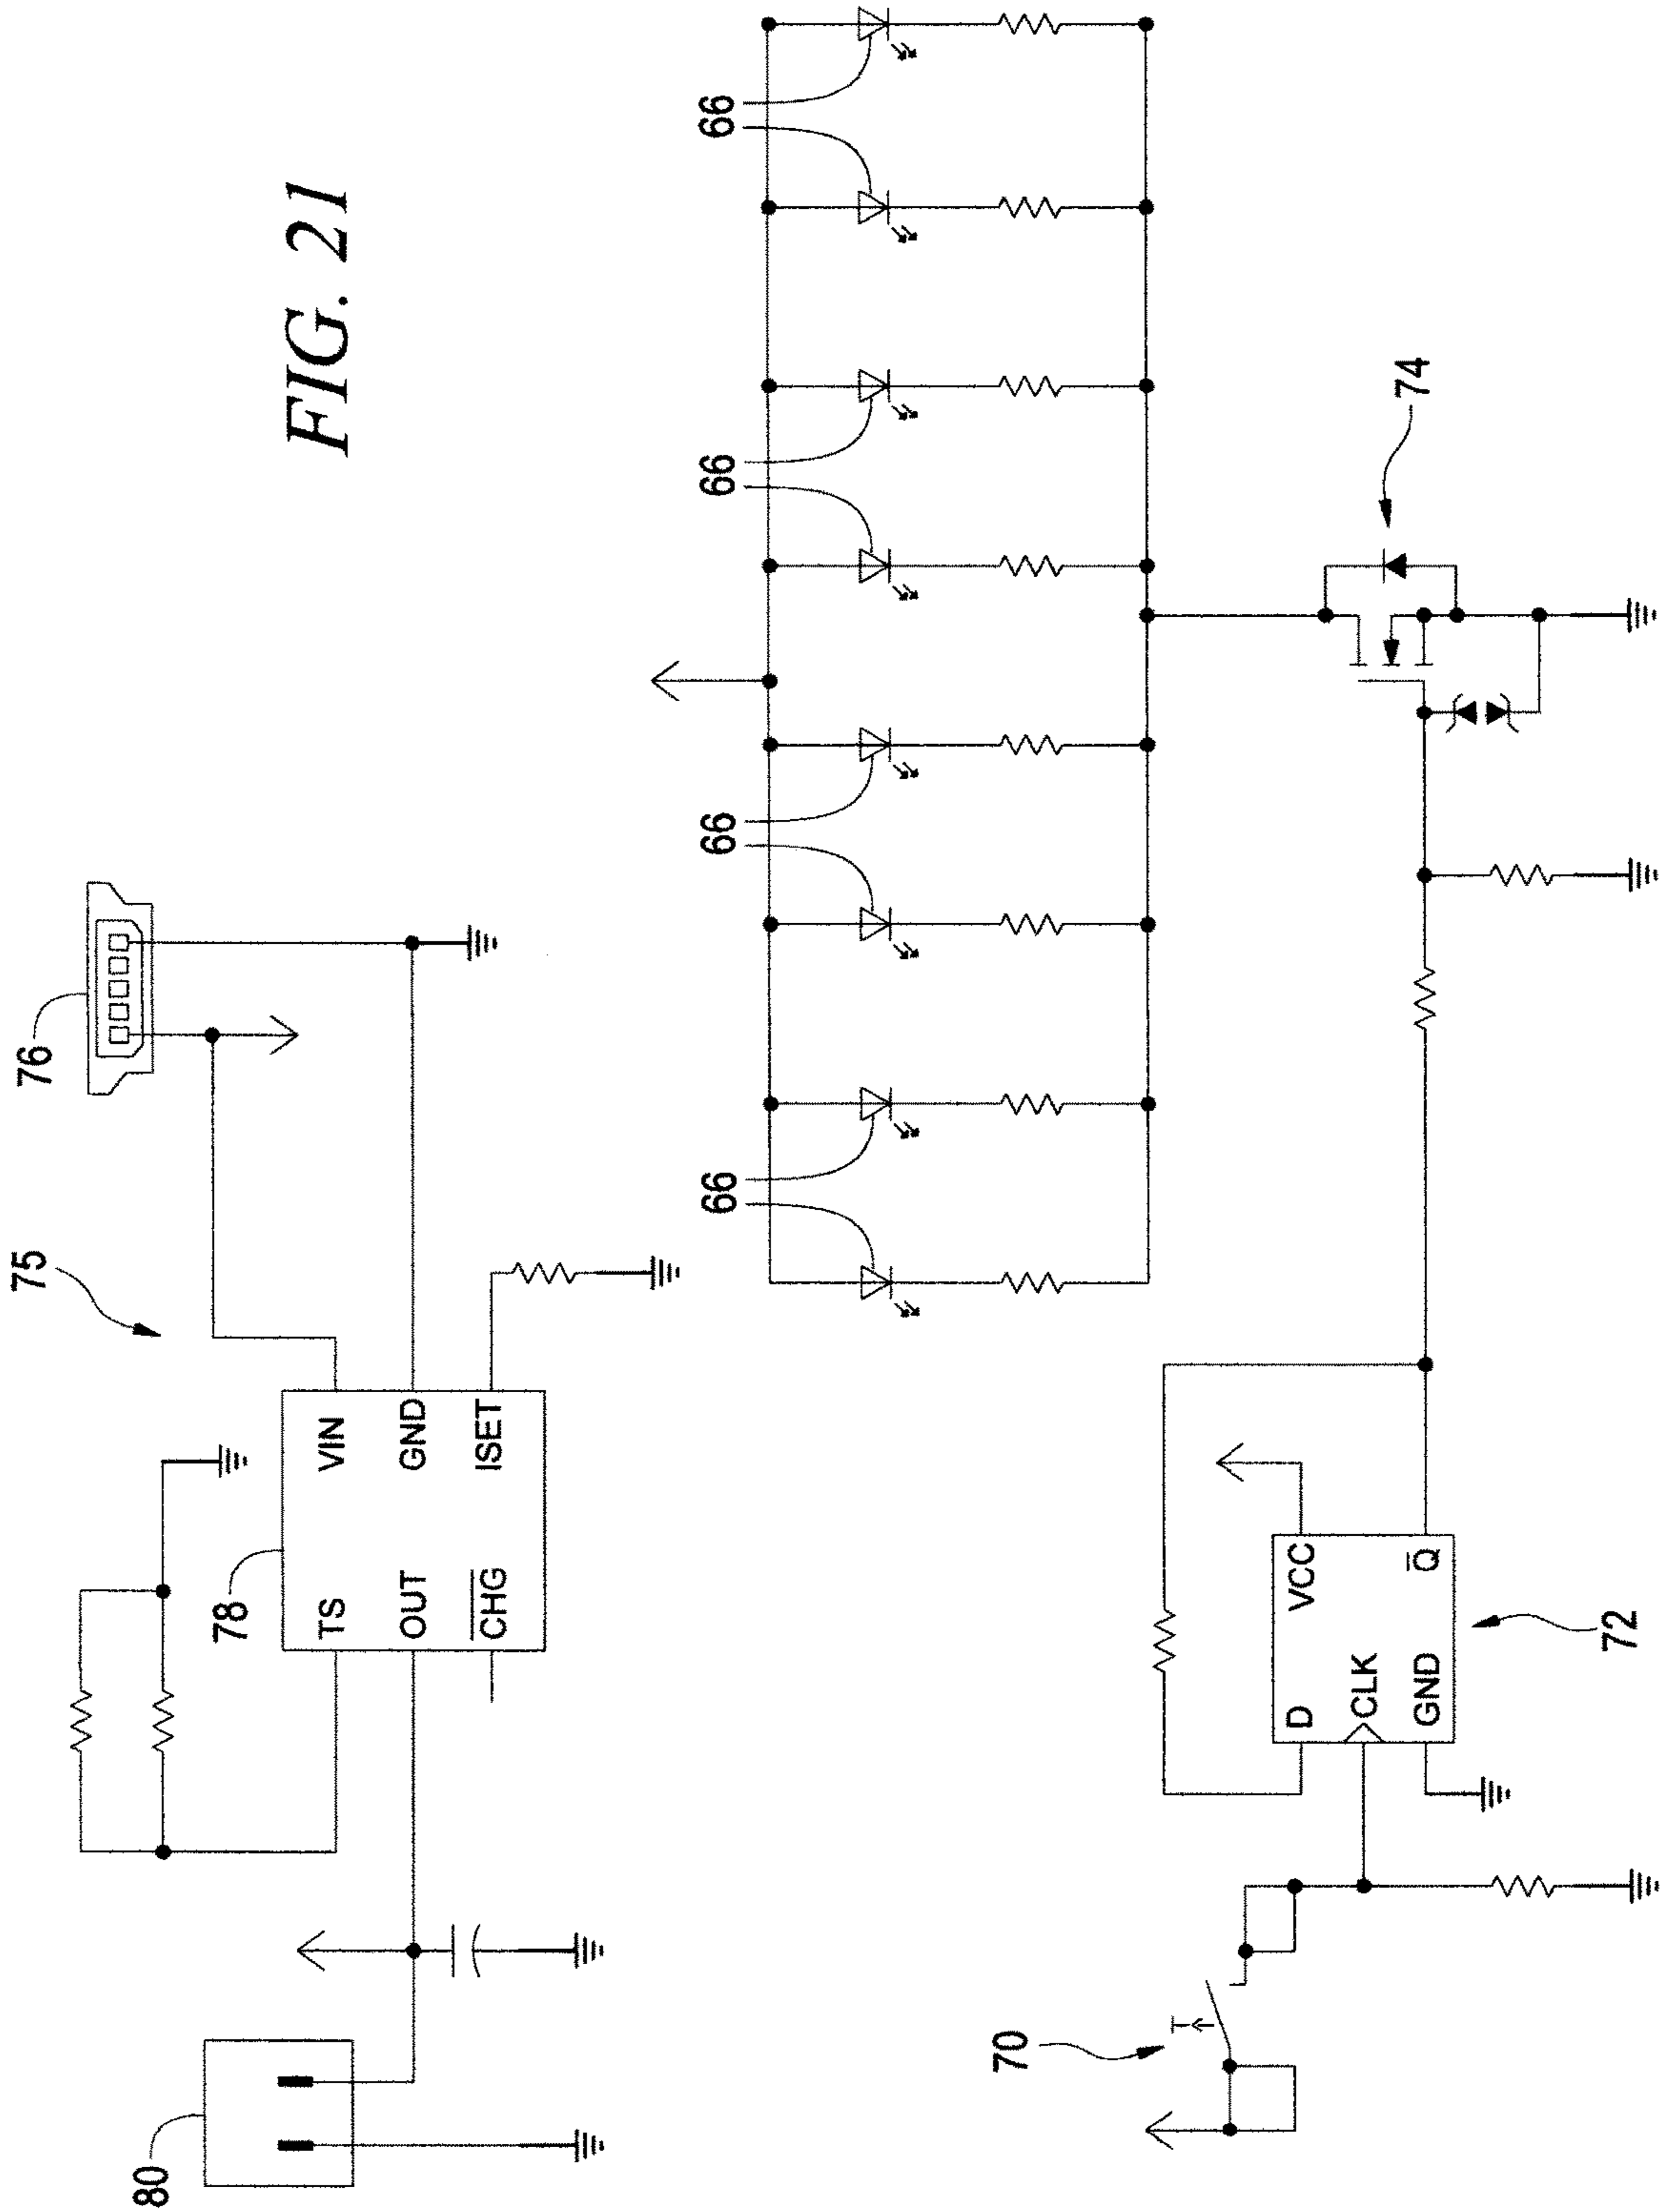 FIG. 21
80
78
75
76
TS
OUT
C̅H̅G̅
VIN
GND
ISET
66
66
66
66
70
72
D
CLK
GND
VCC
Q̅
74